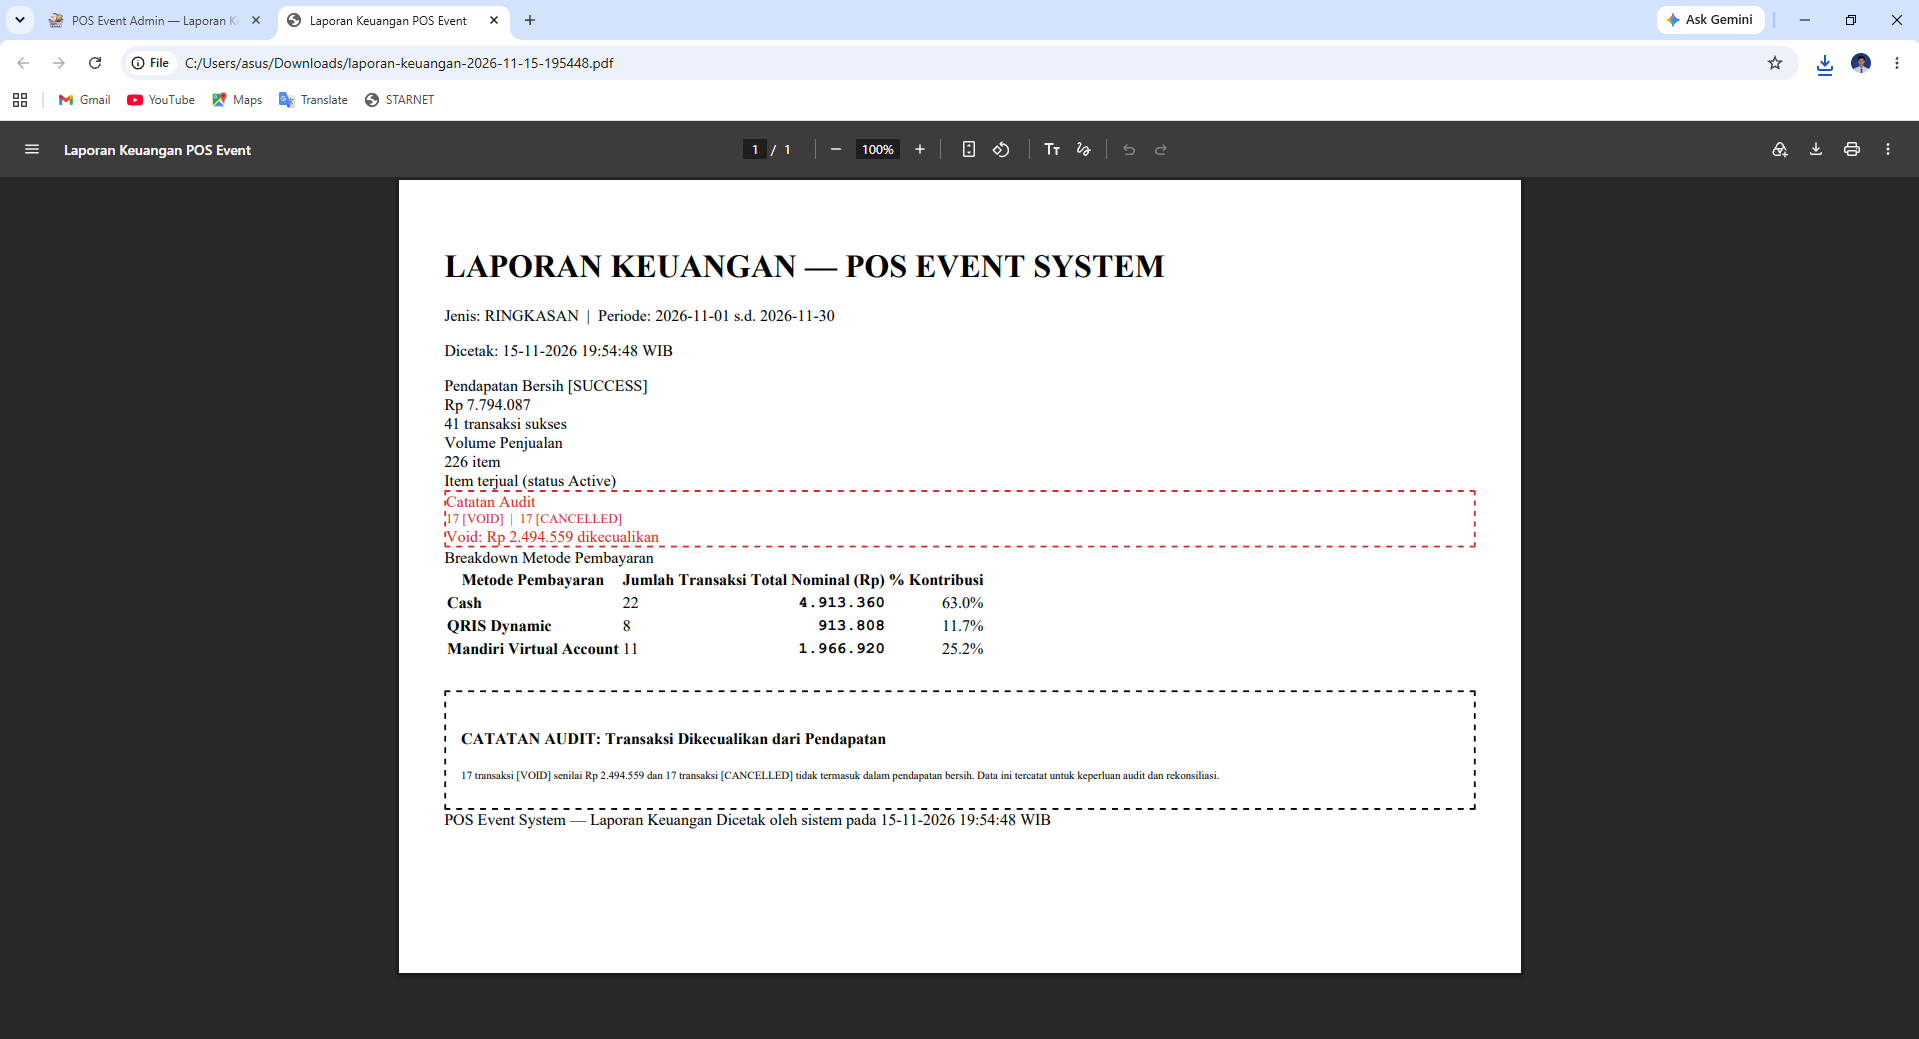 POS Event Admin — Laporan K
Laporan Keuangan POS Event
Ask Gemini
File
C:/Users/asus/Downloads/laporan-keuangan-2026-11-15-195448.pdf
Gmail
YouTube
Maps
Translate
STARNET
Laporan Keuangan POS Event
1 / 1
100%
LAPORAN KEUANGAN — POS EVENT SYSTEM
Jenis: RINGKASAN | Periode: 2026-11-01 s.d. 2026-11-30
Dicetak: 15-11-2026 19:54:48 WIB
Pendapatan Bersih [SUCCESS]
Rp 7.794.087
41 transaksi sukses
Volume Penjualan
226 item
Item terjual (status Active)
Catatan Audit
17 [VOID] | 17 [CANCELLED]
Void: Rp 2.494.559 dikecualikan
Breakdown Metode Pembayaran
Metode Pembayaran Jumlah Transaksi Total Nominal (Rp) % Kontribusi
Cash 22 4.913.360 63.0%
QRIS Dynamic 8 913.808 11.7%
Mandiri Virtual Account 11 1.966.920 25.2%
CATATAN AUDIT: Transaksi Dikecualikan dari Pendapatan
17 transaksi [VOID] senilai Rp 2.494.559 dan 17 transaksi [CANCELLED] tidak termasuk dalam pendapatan bersih. Data ini tercatat untuk keperluan audit dan rekonsiliasi.
POS Event System — Laporan Keuangan Dicetak oleh sistem pada 15-11-2026 19:54:48 WIB